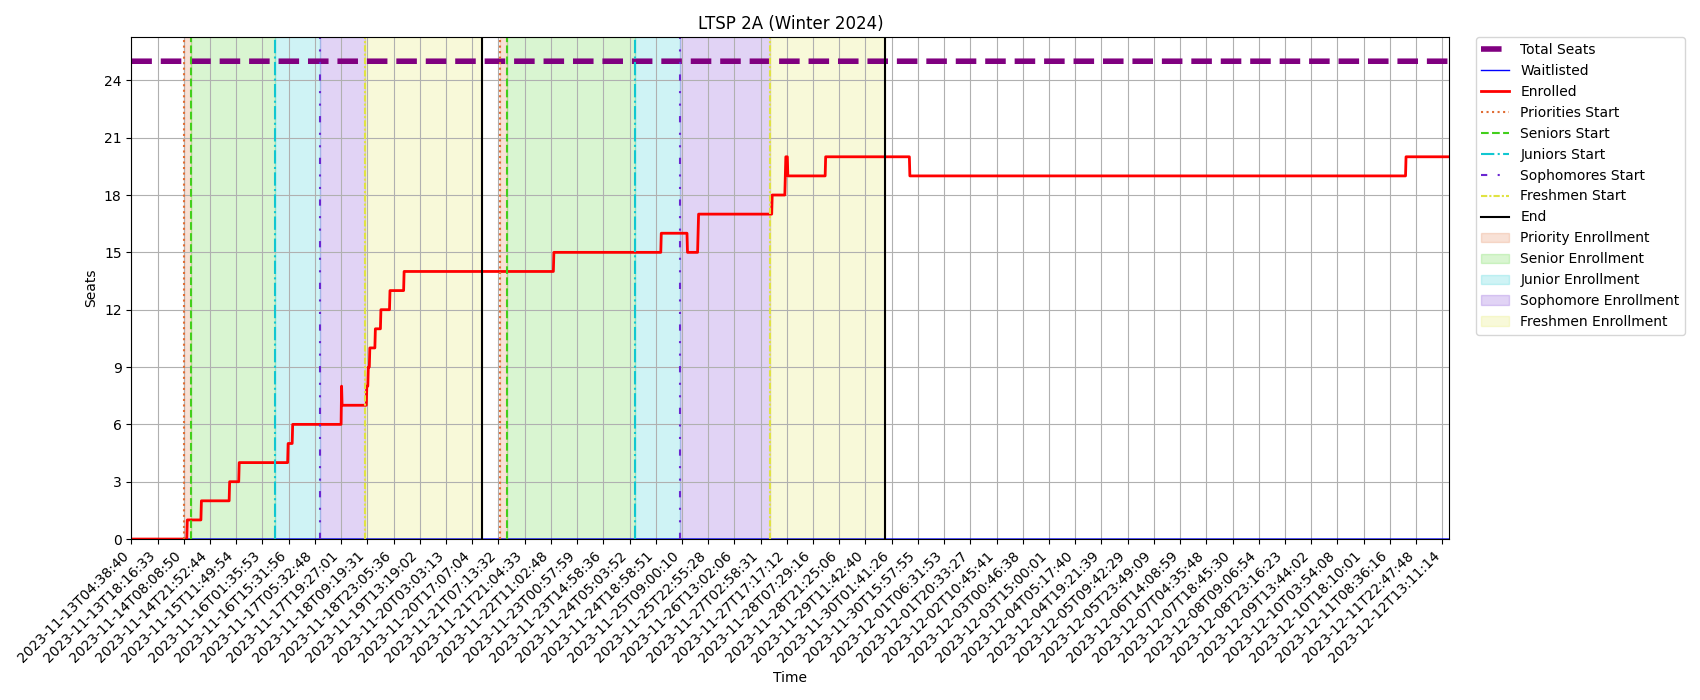 LTSP 2A (Winter 2024)
Seats
24
21
18
15
12
9
6
3
0
2023-11-13T04:38:40
2023-11-13T18:16:33
2023-11-14T08:08:50
2023-11-14T21:52:44
2023-11-15T11:49:54
2023-11-16T01:35:53
2023-11-16T15:31:56
2023-11-17T05:32:48
2023-11-17T19:27:01
2023-11-18T09:19:31
2023-11-18T23:05:36
2023-11-19T13:19:02
2023-11-20T03:03:13
2023-11-20T17:07:04
2023-11-21T07:13:32
2023-11-21T21:04:33
2023-11-22T11:02:48
2023-11-23T00:57:59
2023-11-23T14:58:36
2023-11-24T05:03:52
2023-11-24T18:58:51
2023-11-25T09:00:10
2023-11-25T22:55:28
2023-11-26T13:02:06
2023-11-27T02:58:31
2023-11-27T17:17:12
2023-11-28T07:29:16
2023-11-28T21:25:06
2023-11-29T11:42:40
2023-11-30T01:41:26
2023-11-30T15:57:55
2023-12-01T06:31:53
2023-12-01T20:33:27
2023-12-02T10:45:41
2023-12-03T00:46:38
2023-12-03T15:00:01
2023-12-04T05:17:40
2023-12-04T19:21:39
2023-12-05T09:42:29
2023-12-05T23:49:09
2023-12-06T14:08:59
2023-12-07T04:35:48
2023-12-07T18:45:30
2023-12-08T09:06:54
2023-12-08T23:16:23
2023-12-09T13:44:02
2023-12-10T03:54:08
2023-12-10T18:10:01
2023-12-11T08:36:16
2023-12-11T22:47:48
2023-12-12T13:11:14
Time
Total Seats
Waitlisted
Enrolled
Priorities Start
Seniors Start
Juniors Start
Sophomores Start
Freshmen Start
End
Priority Enrollment
Senior Enrollment
Junior Enrollment
Sophomore Enrollment
Freshmen Enrollment